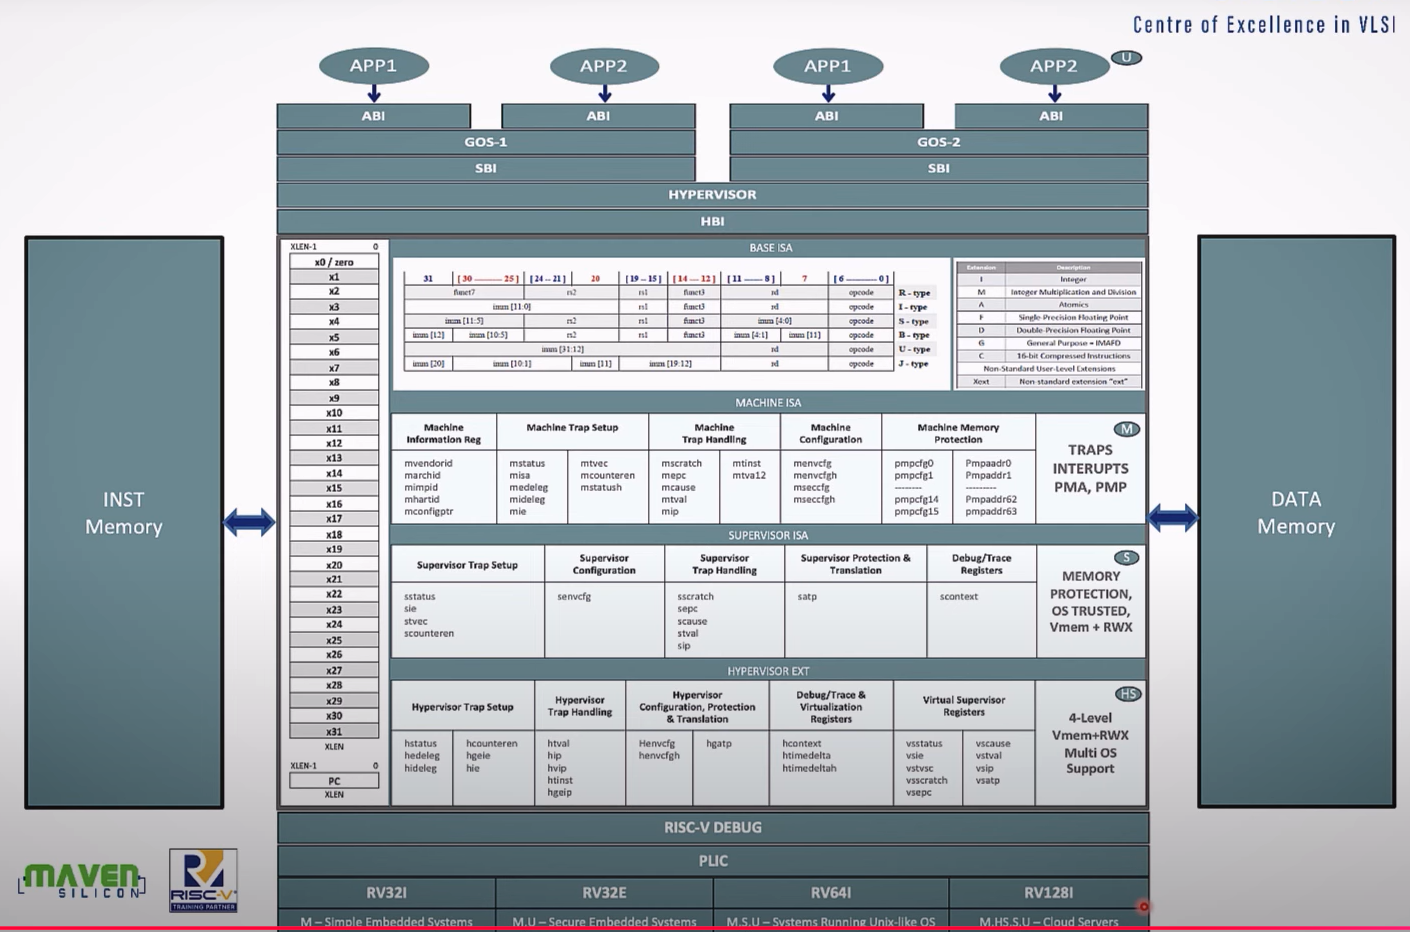 Centre of Excellence in VLSI
APP1
APP2
APP1
APP2
U
ABI
ABI
ABI
ABI
GOS-1
GOS-2
SBI
SBI
HYPERVISOR
HBI
INST
Memory
XLEN-1 0
x0 / zero
x1
x2
x3
x4
x5
x6
x7
x8
x9
x10
x11
x12
x13
x14
x15
x16
x17
x18
x19
x20
x21
x22
x23
x24
x25
x26
x27
x28
x29
x30
x31
XLEN
XLEN-1 0
PC
XLEN
BASE ISA
31 [30 —— 25] [24 – 21] 20 [19 – 15] [14 – 12] [11 —— 8] 7 [6 —— 0]
funct7 rs2 rs1 funct3 rd opcode R - type
imm [11:0] rs1 funct3 rd opcode I - type
imm [11:5] rs2 rs1 funct3 imm [4:0] opcode S - type
imm [12] imm [10:5] rs2 rs1 funct3 imm [4:1] imm [11] opcode B - type
imm [31:12] rd opcode U - type
imm [20] imm [10:1] imm [11] imm [19:12] rd opcode J - type
Extension Description
I Integer
M Integer Multiplication and Division
A Atomics
F Single-Precision Floating Point
D Double-Precision Floating Point
G General Purpose = IMAFD
C 16-bit Compressed Instructions
Non-Standard User-Level Extensions
Xext Non-standard extension "ext"
MACHINE ISA
Machine
Information Reg
Machine Trap Setup
Machine
Trap Handling
Machine
Configuration
Machine Memory
Protection
mvendorid
marchid
mimpid
mhartid
mconfigptr
mstatus
misa
medeleg
mideleg
mie
mtvec
mcounteren
mstatush
mscratch
mepc
mcause
mtval
mip
mtinst
mtva12
menvcfg
menvcfgh
mseccfg
mseccfgh
pmpcfg0
pmpcfg1
--------
pmpcfg14
pmpcfg15
Pmpaadr0
Pmpaddr1
----------
Pmpaddr62
pmpaddr63
M
TRAPS
INTERUPTS
PMA, PMP
SUPERVISOR ISA
Supervisor Trap Setup
Supervisor
Configuration
Supervisor
Trap Handling
Supervisor Protection &
Translation
Debug/Trace
Registers
sstatus
sie
stvec
scounteren
senvcfg
sscratch
sepc
scause
stval
sip
satp
scontext
S
MEMORY
PROTECTION,
OS TRUSTED,
Vmem + RWX
HYPERVISOR EXT
Hypervisor Trap Setup
Hypervisor
Trap Handling
Hypervisor
Configuration, Protection
& Translation
Debug/Trace &
Virtualization
Registers
Virtual Supervisor
Registers
hstatus
hedeleg
hideleg
hcounteren
hgeie
hie
htval
hip
hvip
htinst
hgeip
Henvcfg
henvcfgh
hgatp
hcontext
htimedelta
htimedeltah
vsstatus
vsie
vstvsc
vsscratch
vsepc
vscause
vstval
vsip
vsatp
HS
4-Level
Vmem+RWX
Multi OS
Support
DATA
Memory
RISC-V DEBUG
PLIC
RV32I
RV32E
RV64I
RV128I
M – Simple Embedded Systems
M,U – Secure Embedded Systems
M,S,U – Systems Running Unix-like OS
M,HS,S,U – Cloud Servers
MAVEN
SILICON
RISC-V
TRAINING PARTNER